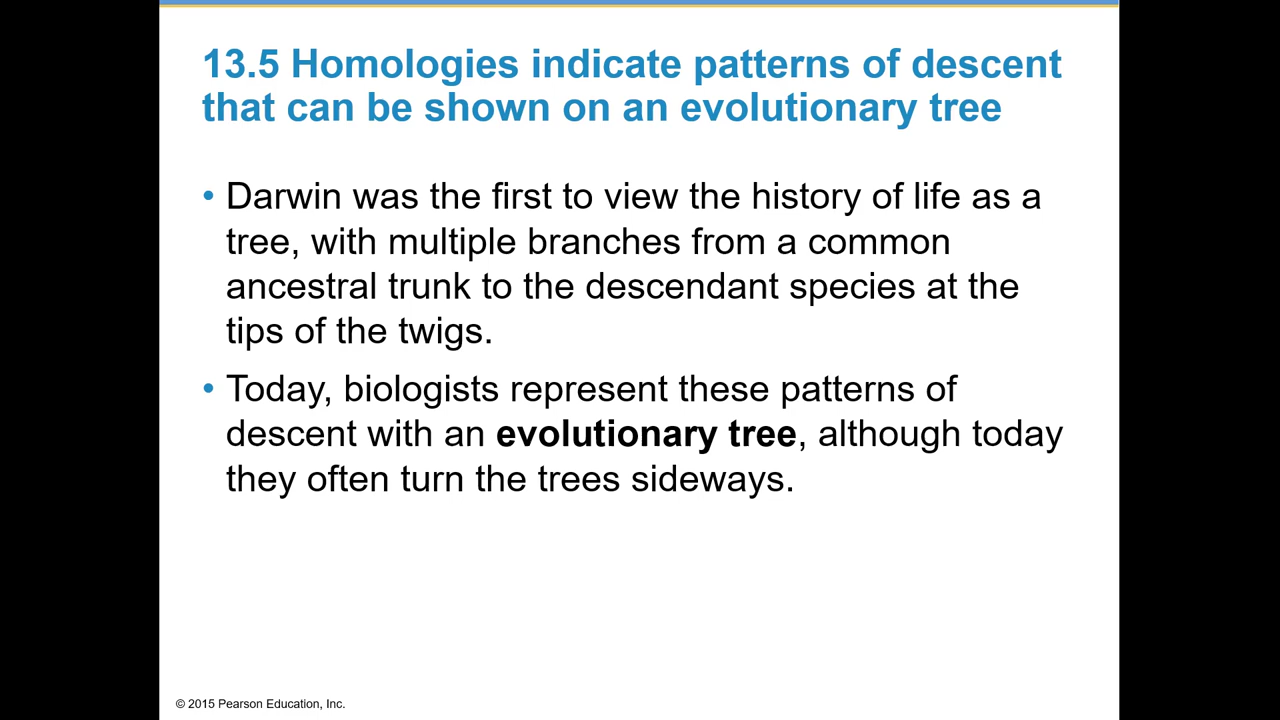 13.5 Homologies indicate patterns of descent
that can be shown on an evolutionary tree
• Darwin was the first to view the history of life as a
tree, with multiple branches from a common
ancestral trunk to the descendant species at the
tips of the twigs.
• Today, biologists represent these patterns of
descent with an evolutionary tree, although today
they often turn the trees sideways.
© 2015 Pearson Education, Inc.